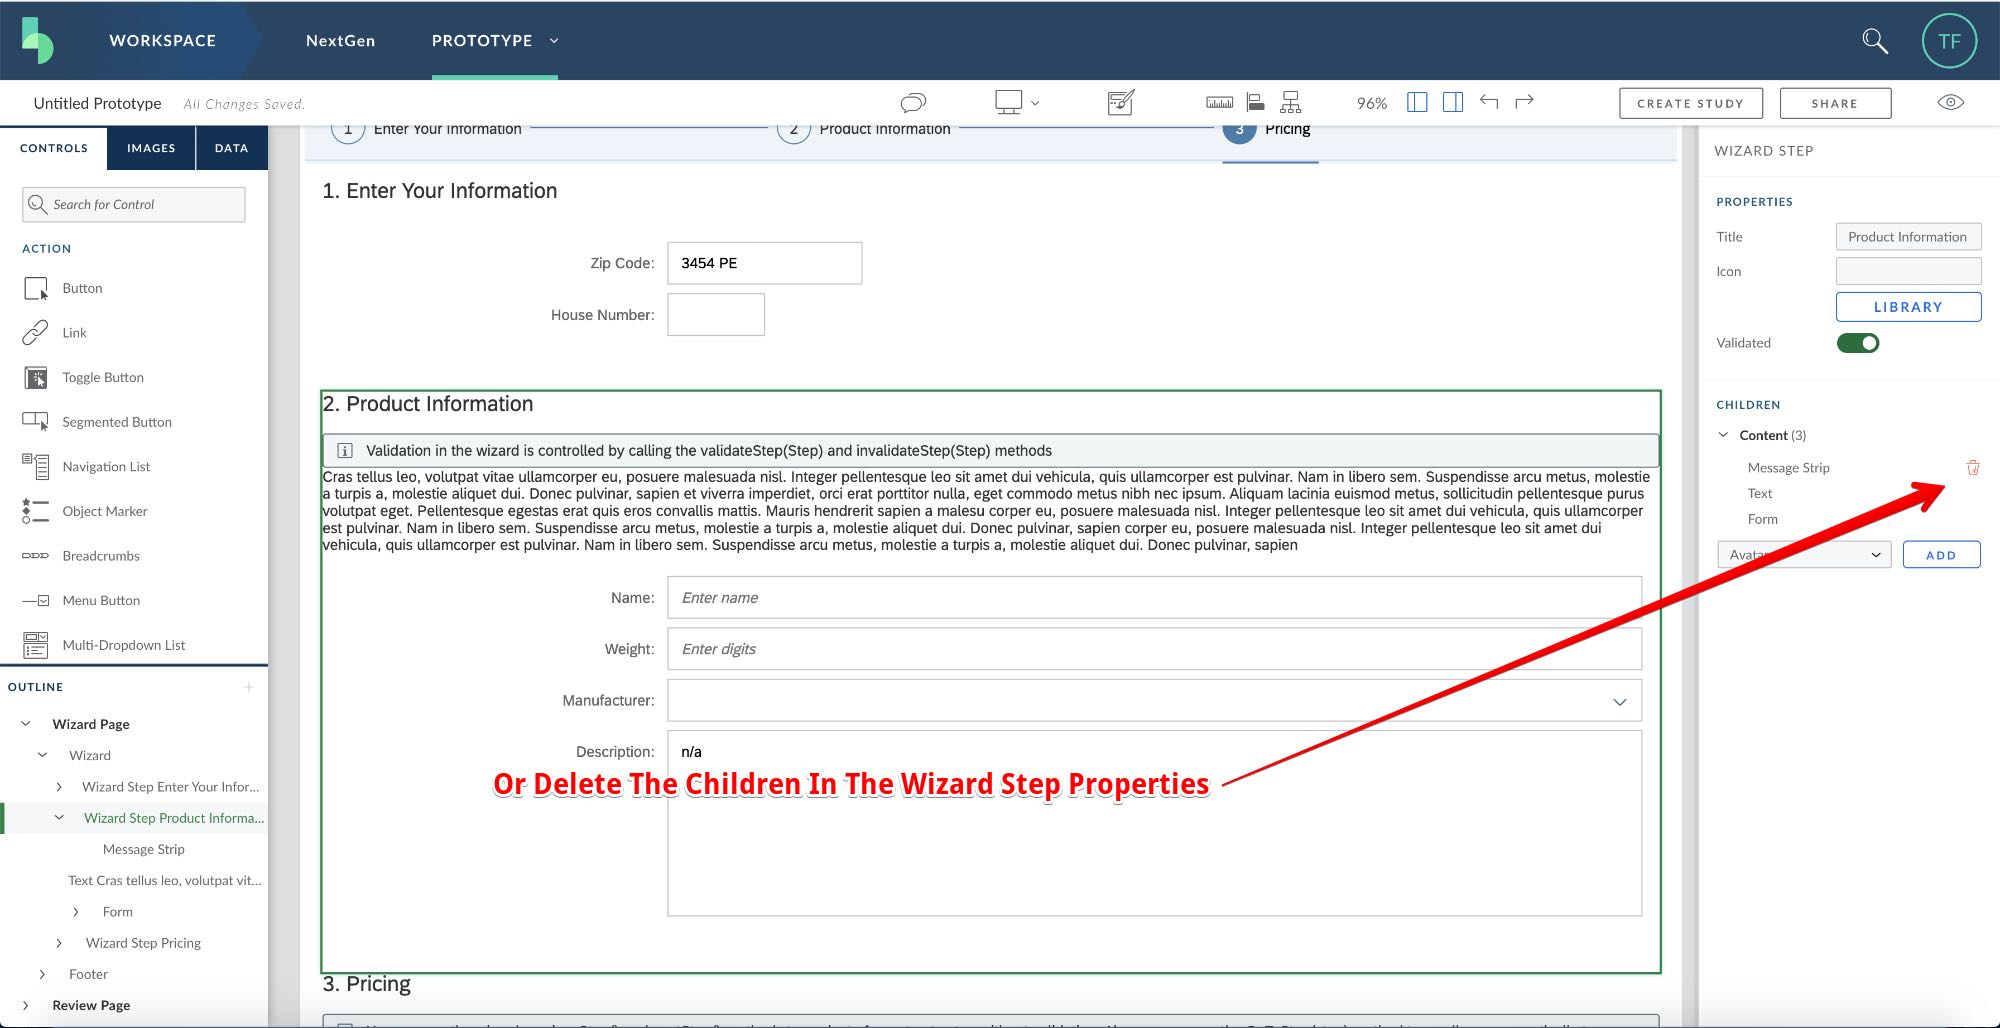 WORKSPACE
NextGen
PROTOTYPE
TF
Untitled Prototype
All Changes Saved.
96%
CREATE STUDY
SHARE
CONTROLS
IMAGES
DATA
Search for Control
ACTION
Button
Link
Toggle Button
Segmented Button
Navigation List
Object Marker
Breadcrumbs
Menu Button
Multi-Dropdown List
OUTLINE
Wizard Page
Wizard
Wizard Step Enter Your Infor...
Wizard Step Product Informa...
Message Strip
Text Cras tellus leo, volutpat vit...
Form
Wizard Step Pricing
Footer
Review Page
1 Enter Your Information
2 Product Information
3 Pricing
1. Enter Your Information
Zip Code: 3454 PE
House Number:
2. Product Information
Validation in the wizard is controlled by calling the validateStep(Step) and invalidateStep(Step) methods
Cras tellus leo, volutpat vitae ullamcorper eu, posuere malesuada nisl. Integer pellentesque leo sit amet dui vehicula, quis ullamcorper est pulvinar. Nam in libero sem. Suspendisse arcu metus, molestie
a turpis a, molestie aliquet dui. Donec pulvinar, sapien et viverra imperdiet, orci erat porttitor nulla, eget commodo metus nibh nec ipsum. Aliquam lacinia euismod metus, sollicitudin pellentesque purus
volutpat eget. Pellentesque egestas erat quis eros convallis mattis. Mauris hendrerit sapien a malesu corper eu, posuere malesuada nisl. Integer pellentesque leo sit amet dui vehicula, quis ullamcorper
est pulvinar. Nam in libero sem. Suspendisse arcu metus, molestie a turpis a, molestie aliquet dui. Donec pulvinar, sapien corper eu, posuere malesuada nisl. Integer pellentesque leo sit amet dui
vehicula, quis ullamcorper est pulvinar. Nam in libero sem. Suspendisse arcu metus, molestie a turpis a, molestie aliquet dui. Donec pulvinar, sapien
Name: Enter name
Weight: Enter digits
Manufacturer:
Description: n/a
Or Delete The Children In The Wizard Step Properties
3. Pricing
WIZARD STEP
PROPERTIES
Title Product Information
Icon
LIBRARY
Validated
CHILDREN
Content (3)
Message Strip
Text
Form
ADD